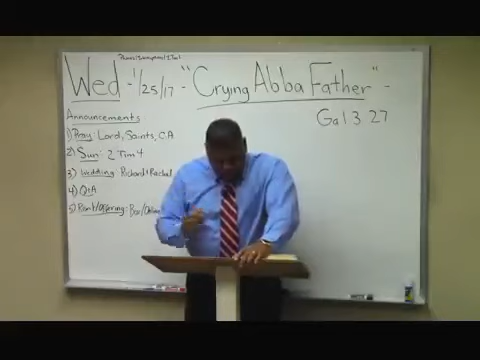 Wed - 1/25/17 - "Crying Abba Father" -
Gal 3:27
Announcements
1) Pray: Lord, Saints, C.A
2) Sun: 2 Tim 4
3) Wedding: Richard & Rachel
4) Q&A
5) Rent/Offering: Box/Online